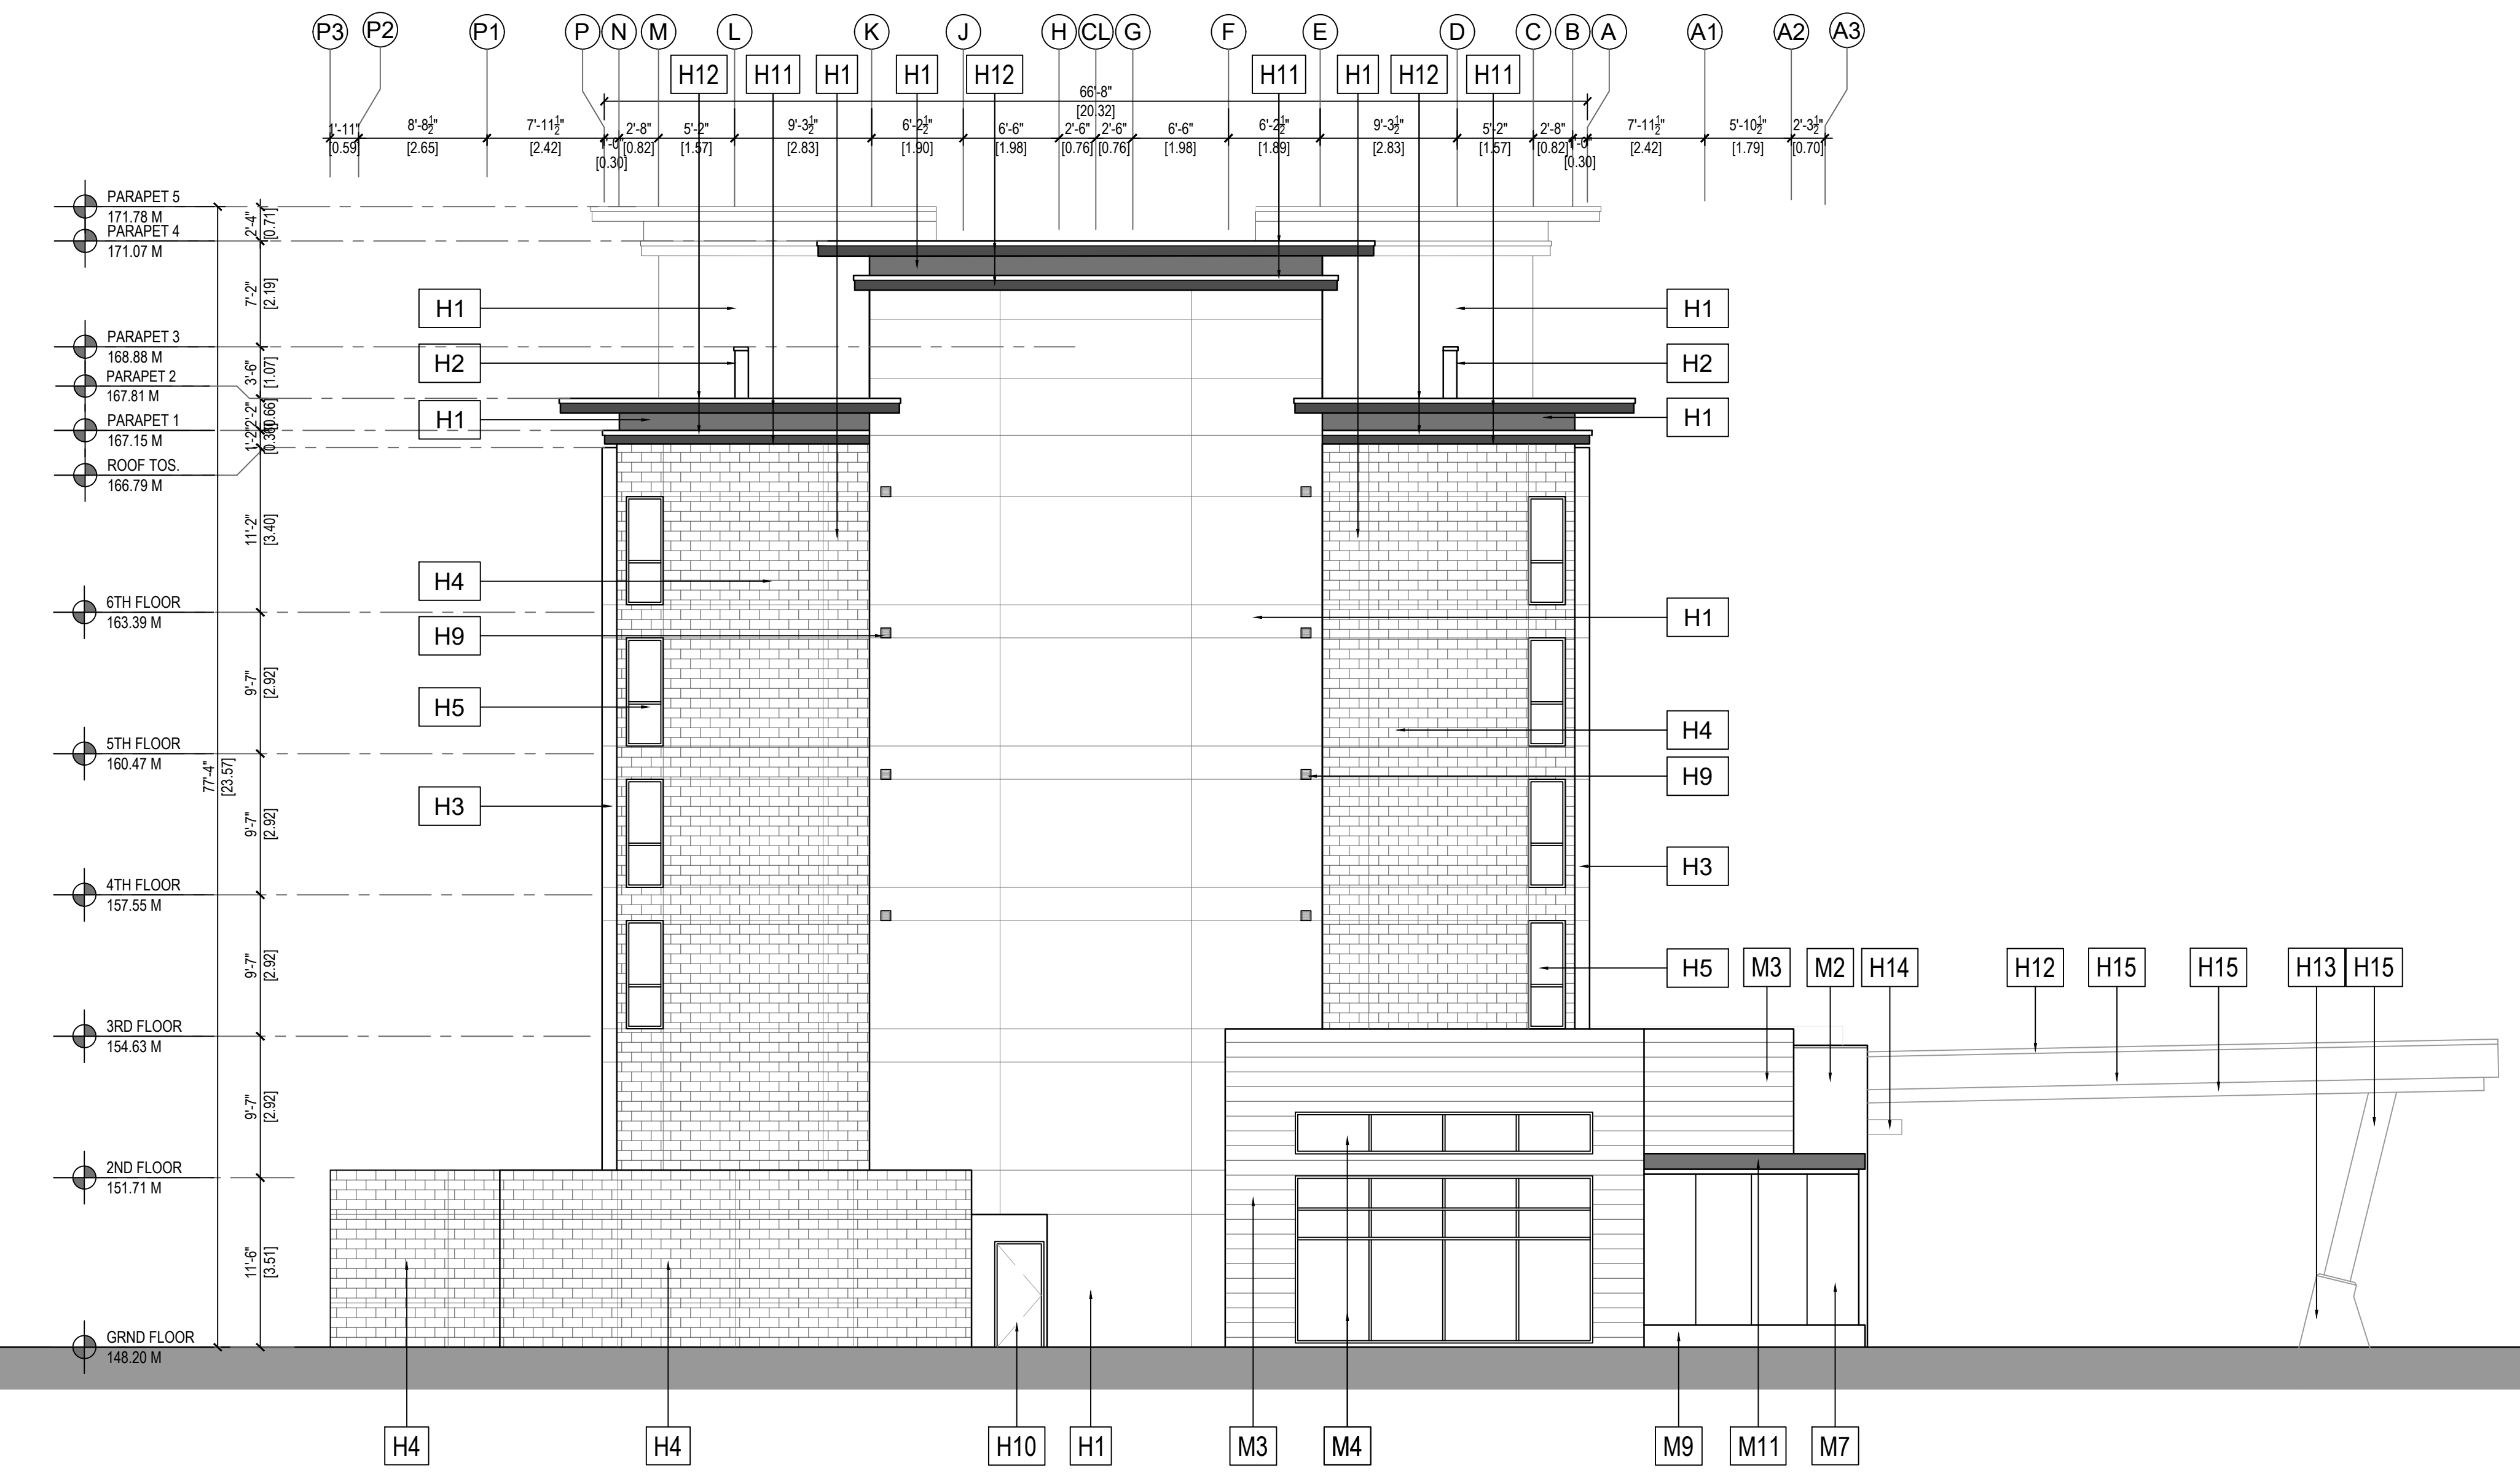 P3 P2 P1 P N M L K J H CL G F E D C B A A1 A2 A3
H12 H11 H1 H1 H12 H11 H1 H12 H11
66'-8"
[20.32]
1'-11" 8'-8½" 7'-11½" 2'-8" 5'-2" 9'-3½" 6'-2½" 6'-6" 2'-6" 2'-6" 6'-6" 6'-2½" 9'-3½" 5'-2" 2'-8" 7'-11½" 5'-10½" 2'-3½"
[0.59] [2.65] [2.42] [0.30] [0.82] [1.57] [2.83] [1.90] [1.98] [0.76] [0.76] [1.98] [1.89] [2.83] [1.57] [0.82] [0.30] [2.42] [1.79] [0.70]
PARAPET 5
171.78 M
2'-4"
[0.71]
PARAPET 4
171.07 M
7'-2"
[2.19]
H1 H1
PARAPET 3
168.88 M
H2 H2
3'-6"
[1.07]
PARAPET 2
167.81 M
2'-2"
[0.66]
H1 H1
PARAPET 1
167.15 M
1'-2"
[0.36]
ROOF TOS.
166.79 M
11'-2"
[3.40]
H4
6TH FLOOR
163.39 M
H1
H9
9'-7"
[2.92]
H5
H4
5TH FLOOR
160.47 M
77'-4"
[23.57]
H9
H3
9'-7"
[2.92]
H3
4TH FLOOR
157.55 M
9'-7"
[2.92]
H5 M3 M2 H14 H12 H15 H15 H13 H15
3RD FLOOR
154.63 M
9'-7"
[2.92]
2ND FLOOR
151.71 M
11'-6"
[3.51]
GRND FLOOR
148.20 M
H4 H4 H10 H1 M3 M4 M9 M11 M7